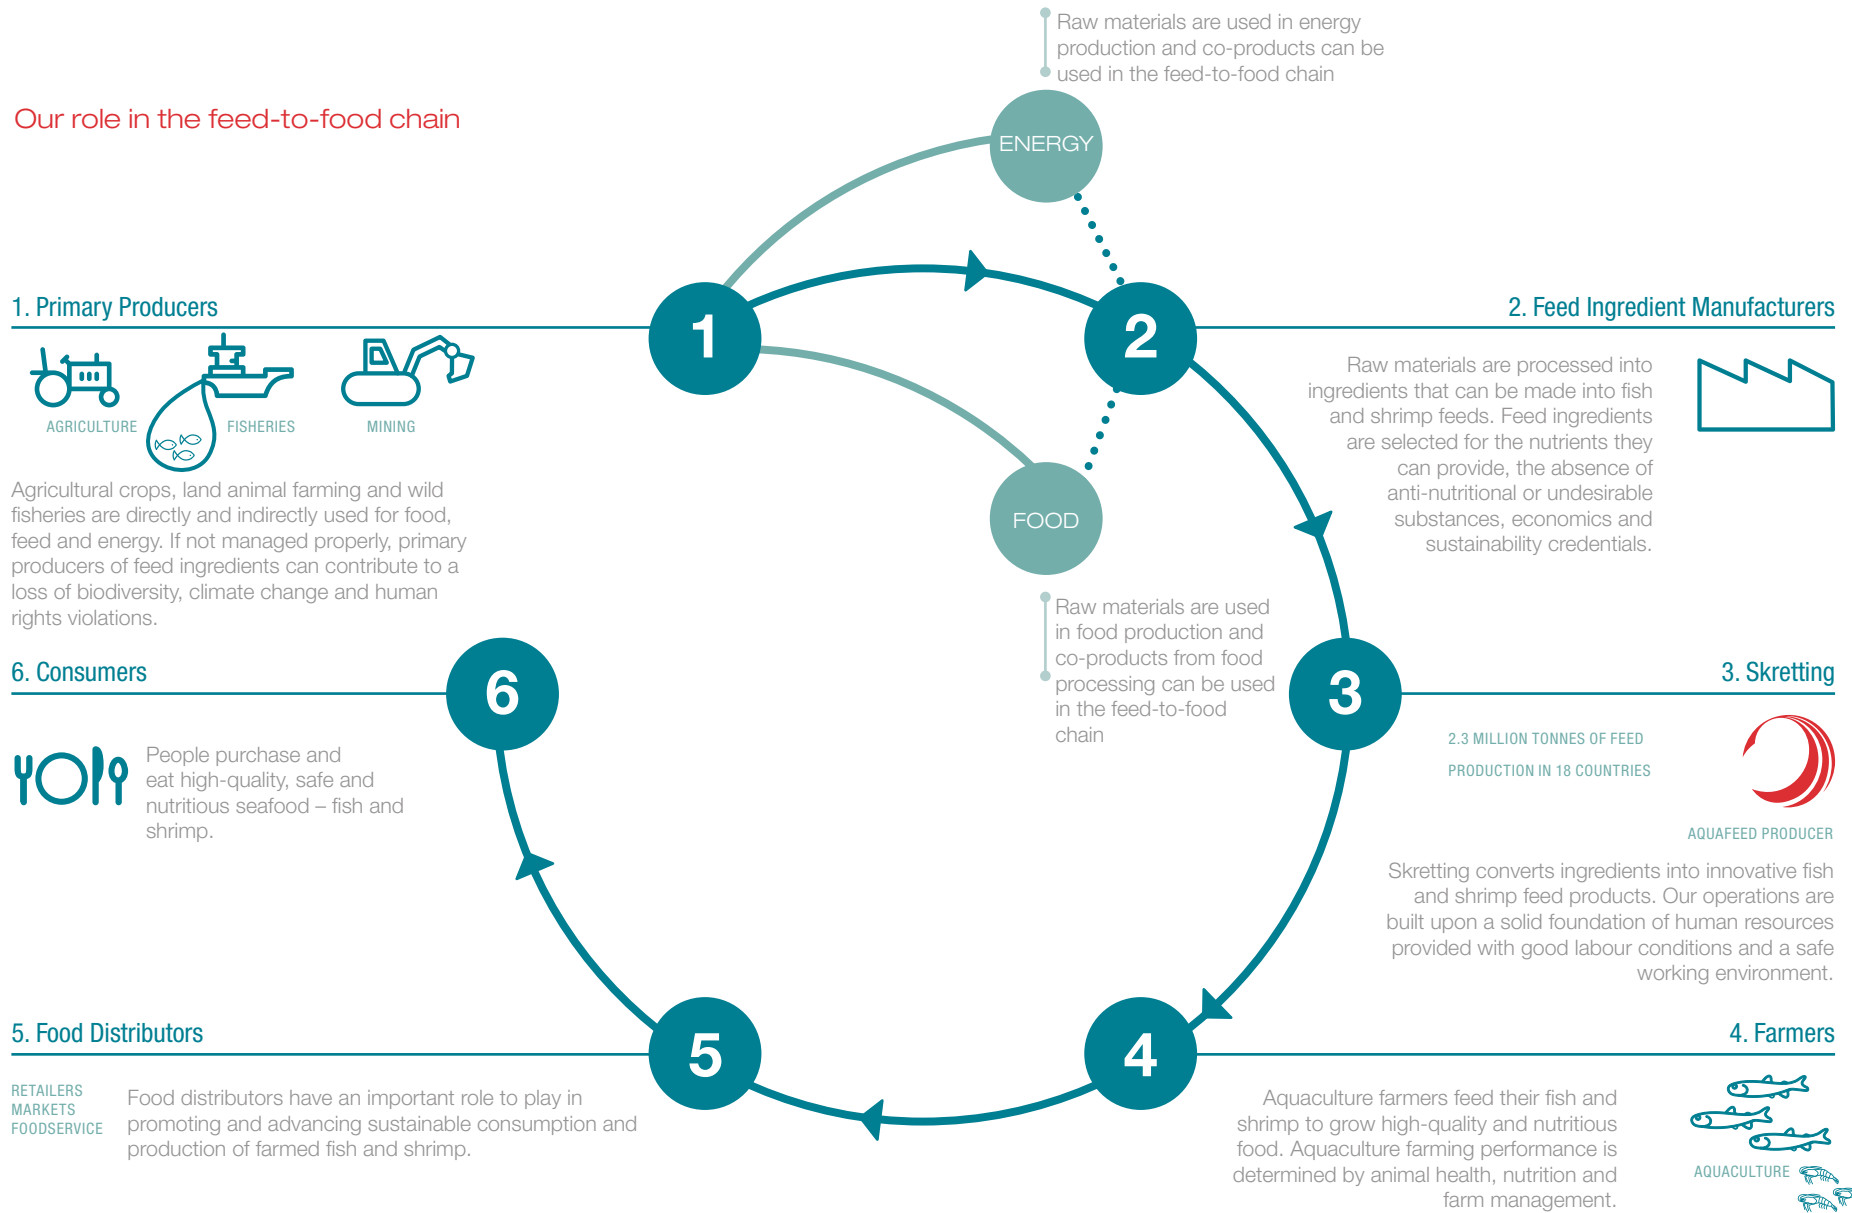 Raw materials are used in energy
production and co-products can be
used in the feed-to-food chain
Our role in the feed-to-food chain
ENERGY
1. Primary Producers
1
2
2. Feed Ingredient Manufacturers
AGRICULTURE
FISHERIES
MINING
Agricultural crops, land animal farming and wild
fisheries are directly and indirectly used for food,
feed and energy. If not managed properly, primary
producers of feed ingredients can contribute to a
loss of biodiversity, climate change and human
rights violations.
Raw materials are processed into
ingredients that can be made into fish
and shrimp feeds. Feed ingredients
are selected for the nutrients they
can provide, the absence of
anti-nutritional or undesirable
substances, economics and
sustainability credentials.
FOOD
Raw materials are used
in food production and
co-products from food
processing can be used
in the feed-to-food
chain
6. Consumers
6
3
3. Skretting
People purchase and
eat high-quality, safe and
nutritious seafood – fish and
shrimp.
2.3 MILLION TONNES OF FEED
PRODUCTION IN 18 COUNTRIES
AQUAFEED PRODUCER
Skretting converts ingredients into innovative fish
and shrimp feed products. Our operations are
built upon a solid foundation of human resources
provided with good labour conditions and a safe
working environment.
5. Food Distributors
5
4
4. Farmers
RETAILERS
MARKETS
FOODSERVICE
Food distributors have an important role to play in
promoting and advancing sustainable consumption and
production of farmed fish and shrimp.
Aquaculture farmers feed their fish and
shrimp to grow high-quality and nutritious
food. Aquaculture farming performance is
determined by animal health, nutrition and
farm management.
AQUACULTURE